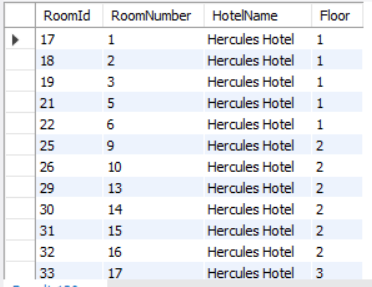 RoomId RoomNumber HotelName Floor
17 1 Hercules Hotel 1
18 2 Hercules Hotel 1
19 3 Hercules Hotel 1
21 5 Hercules Hotel 1
22 6 Hercules Hotel 1
25 9 Hercules Hotel 2
26 10 Hercules Hotel 2
29 13 Hercules Hotel 2
30 14 Hercules Hotel 2
31 15 Hercules Hotel 2
32 16 Hercules Hotel 2
33 17 Hercules Hotel 3